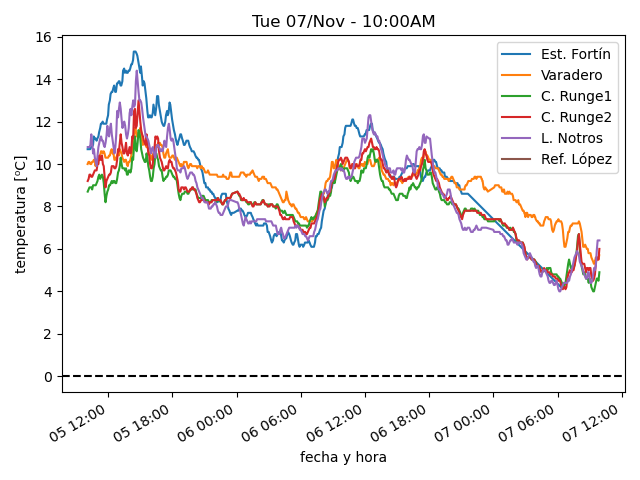 Tue 07/Nov - 10:00AM
temperatura [ºC]
16
14
12
10
8
6
4
2
0
Est. Fortín
Varadero
C. Runge1
C. Runge2
L. Notros
Ref. López
05 12:00
05 18:00
06 00:00
06 06:00
06 12:00
06 18:00
07 00:00
07 06:00
07 12:00
fecha y hora